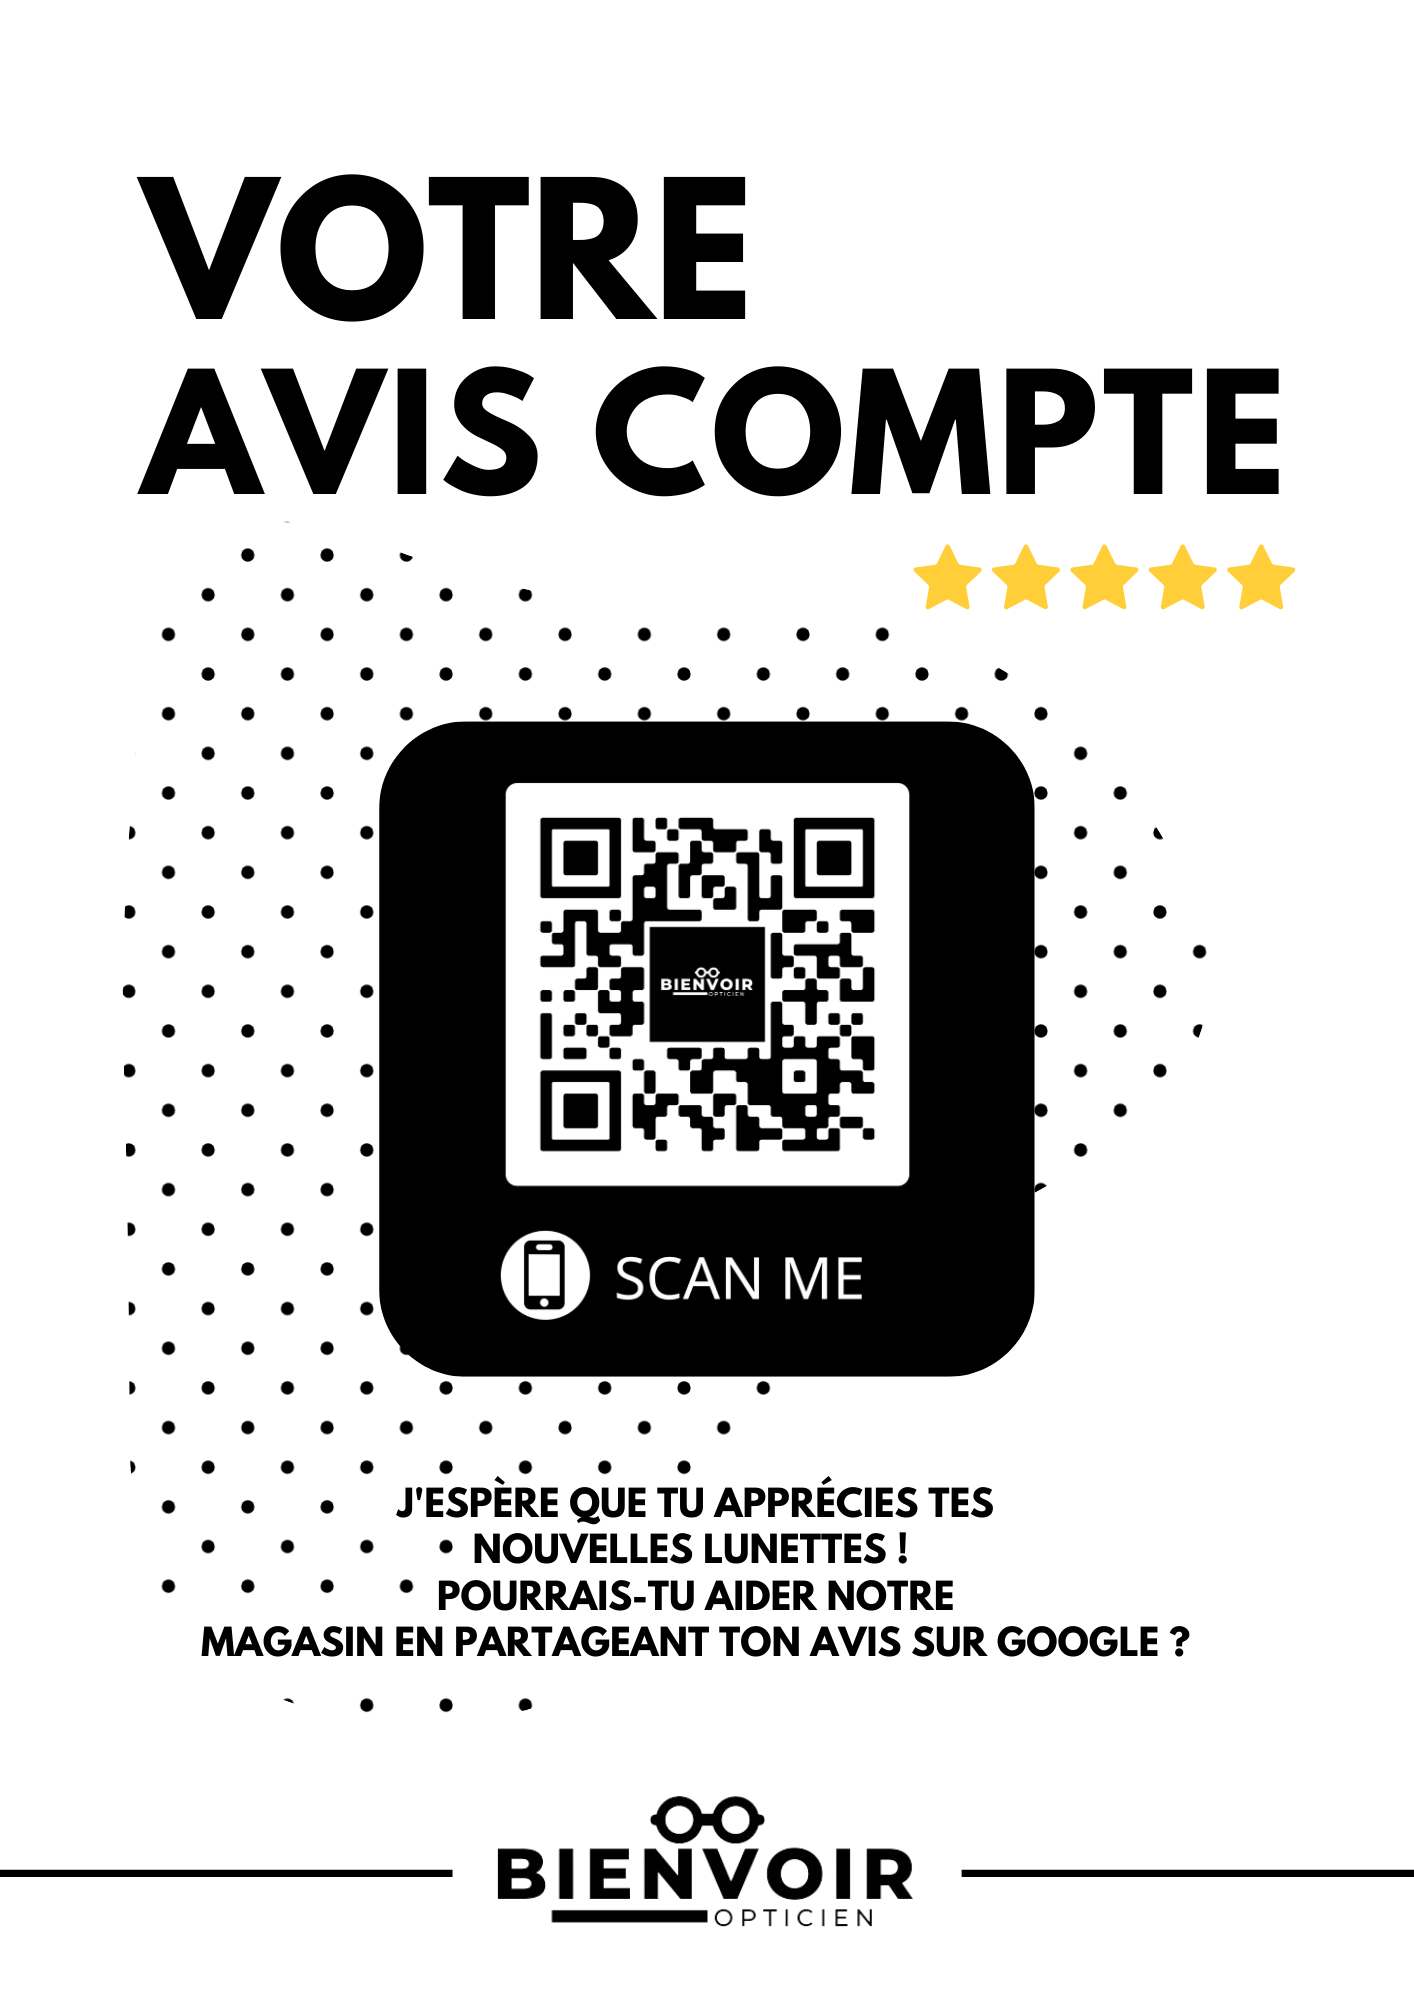 VOTRE
AVIS COMPTE
BIENVOIR
OPTICIEN
SCAN ME
J'ESPÈRE QUE TU APPRÉCIES TES
NOUVELLES LUNETTES !
POURRAIS-TU AIDER NOTRE
MAGASIN EN PARTAGEANT TON AVIS SUR GOOGLE ?
BIENVOIR
OPTICIEN